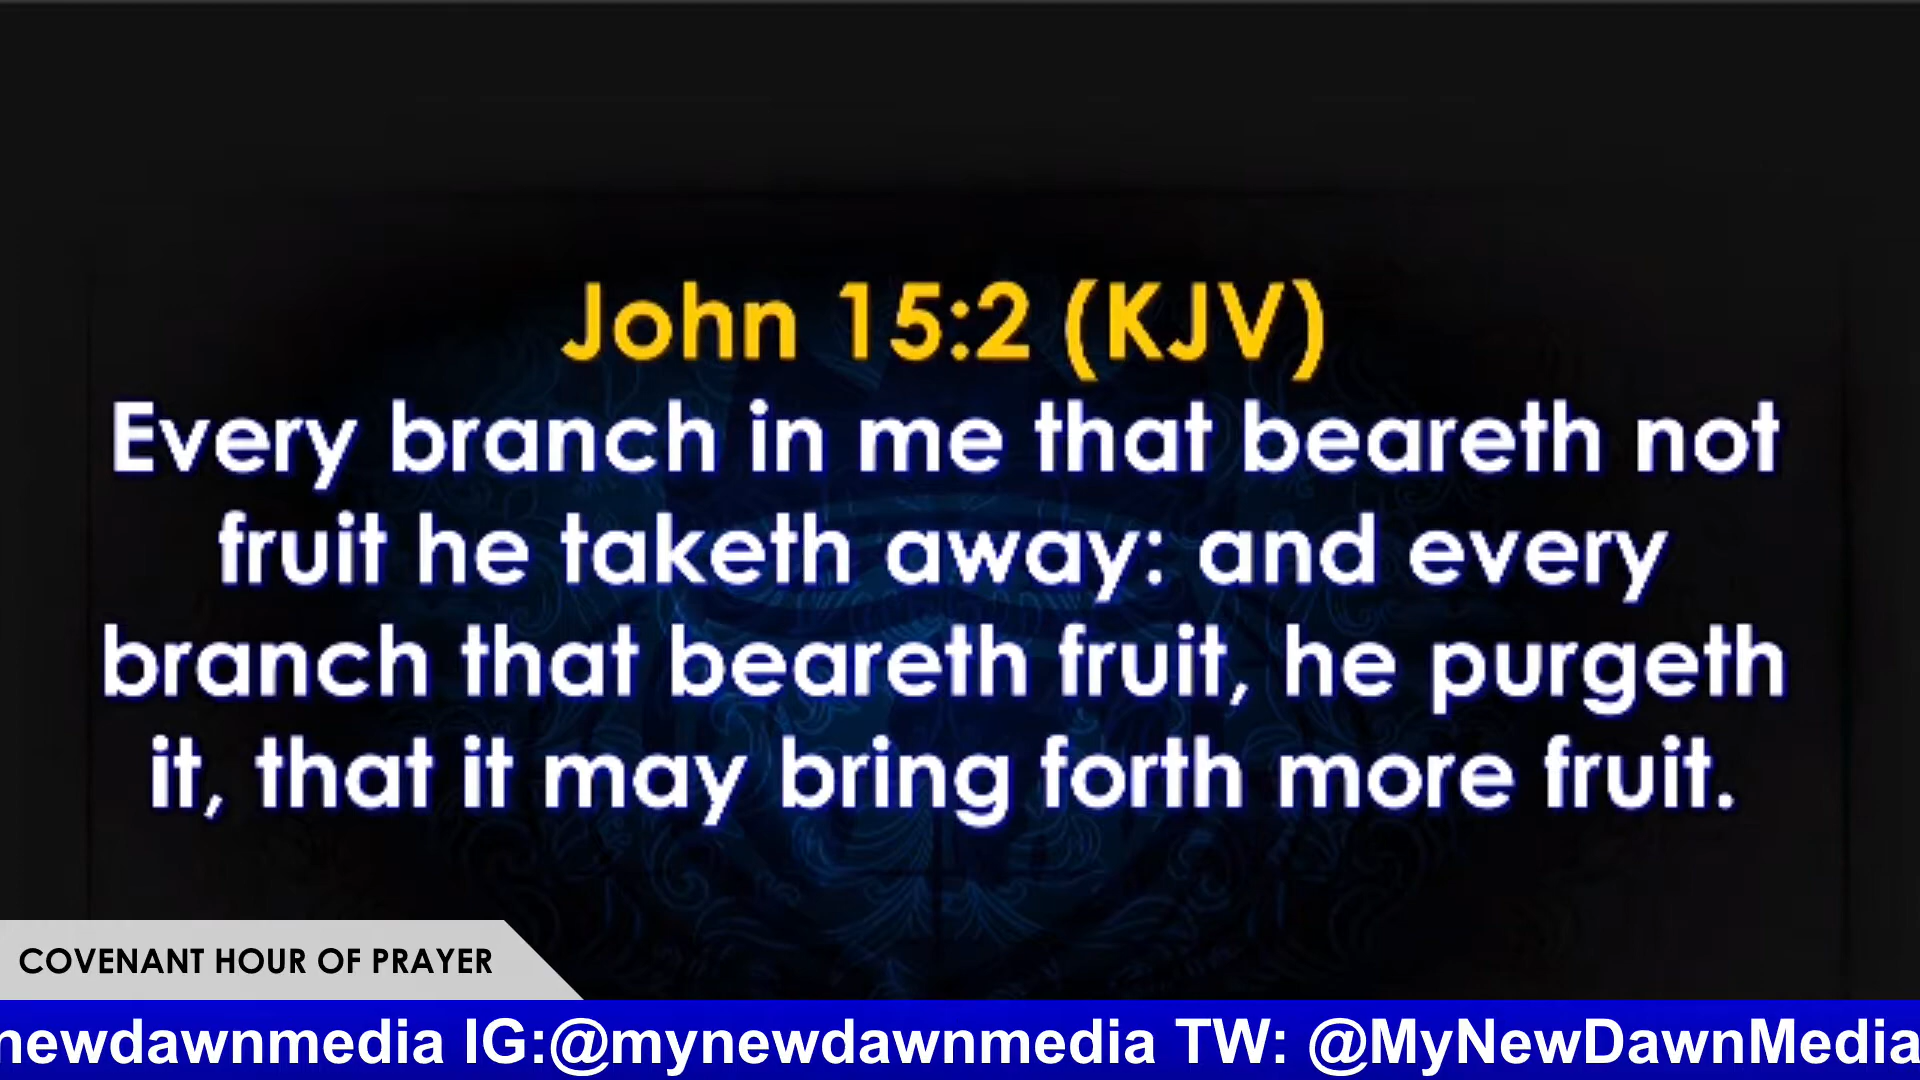 John 15:2 (KJV)
Every branch in me that beareth not
fruit he taketh away: and every
branch that beareth fruit, he purgeth
it, that it may bring forth more fruit.
COVENANT HOUR OF PRAYER
newdawnmedia IG:@mynewdawnmedia TW: @MyNewDawnMedia